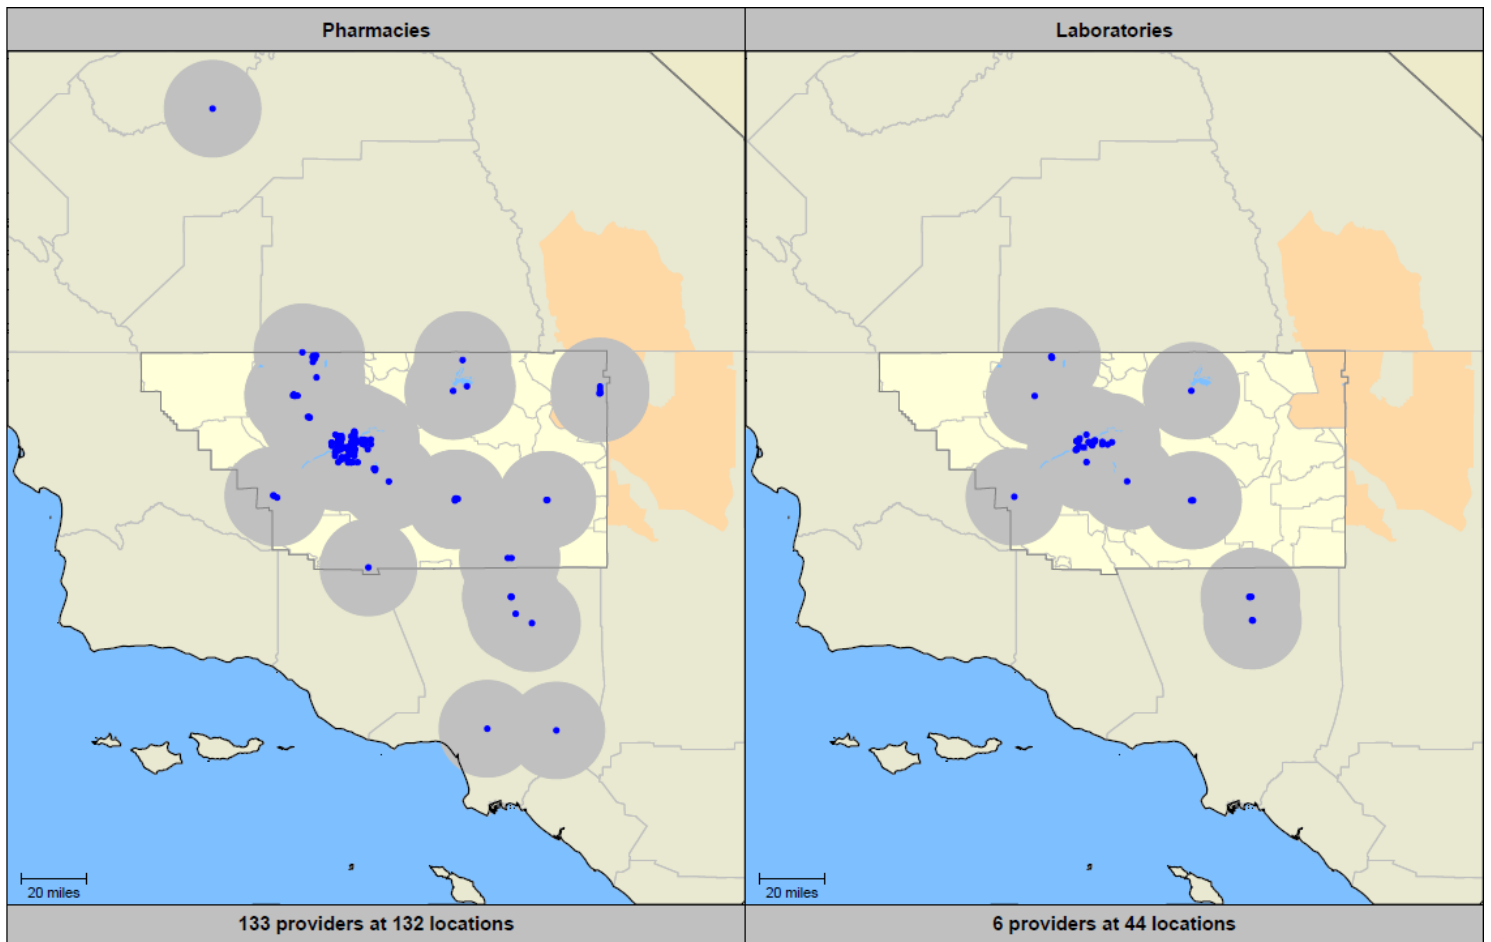 Pharmacies
Laboratories
20 miles
20 miles
133 providers at 132 locations
6 providers at 44 locations